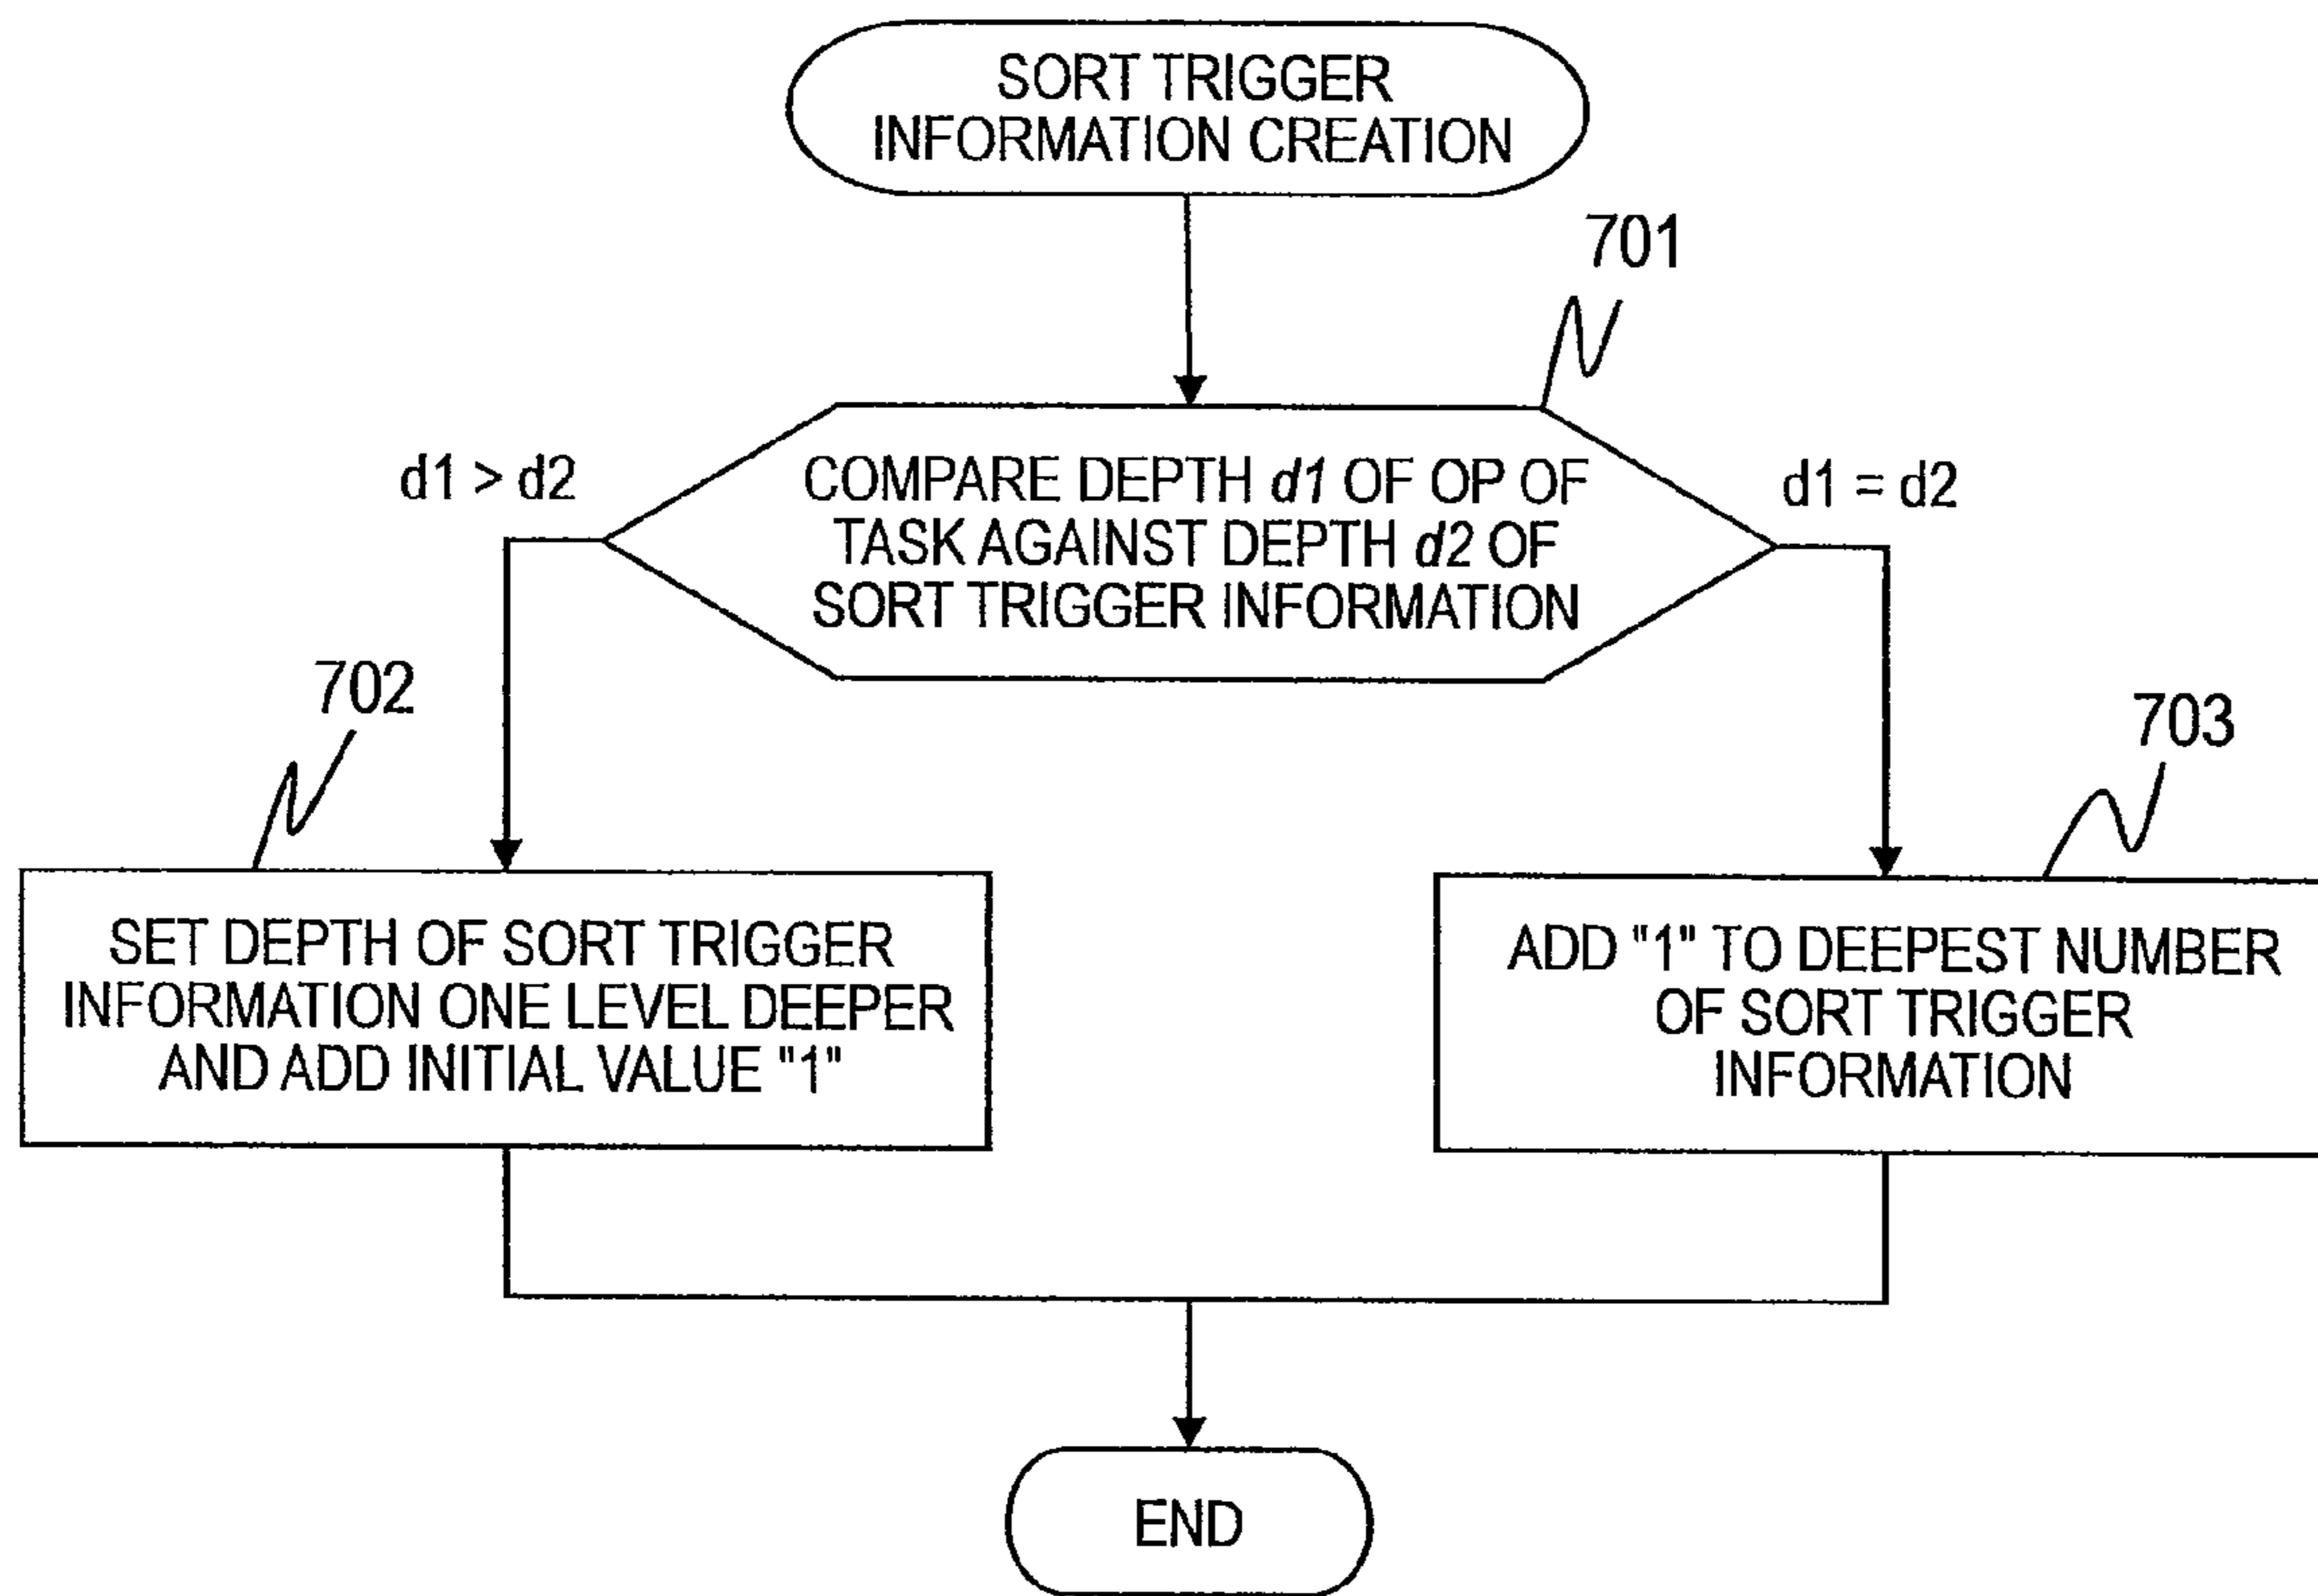 SORT TRIGGER
INFORMATION CREATION
701
d1 > d2
COMPARE DEPTH d1 OF OP OF
TASK AGAINST DEPTH d2 OF
SORT TRIGGER INFORMATION
d1 = d2
702
SET DEPTH OF SORT TRIGGER
INFORMATION ONE LEVEL DEEPER
AND ADD INITIAL VALUE "1"
703
ADD "1" TO DEEPEST NUMBER
OF SORT TRIGGER
INFORMATION
END